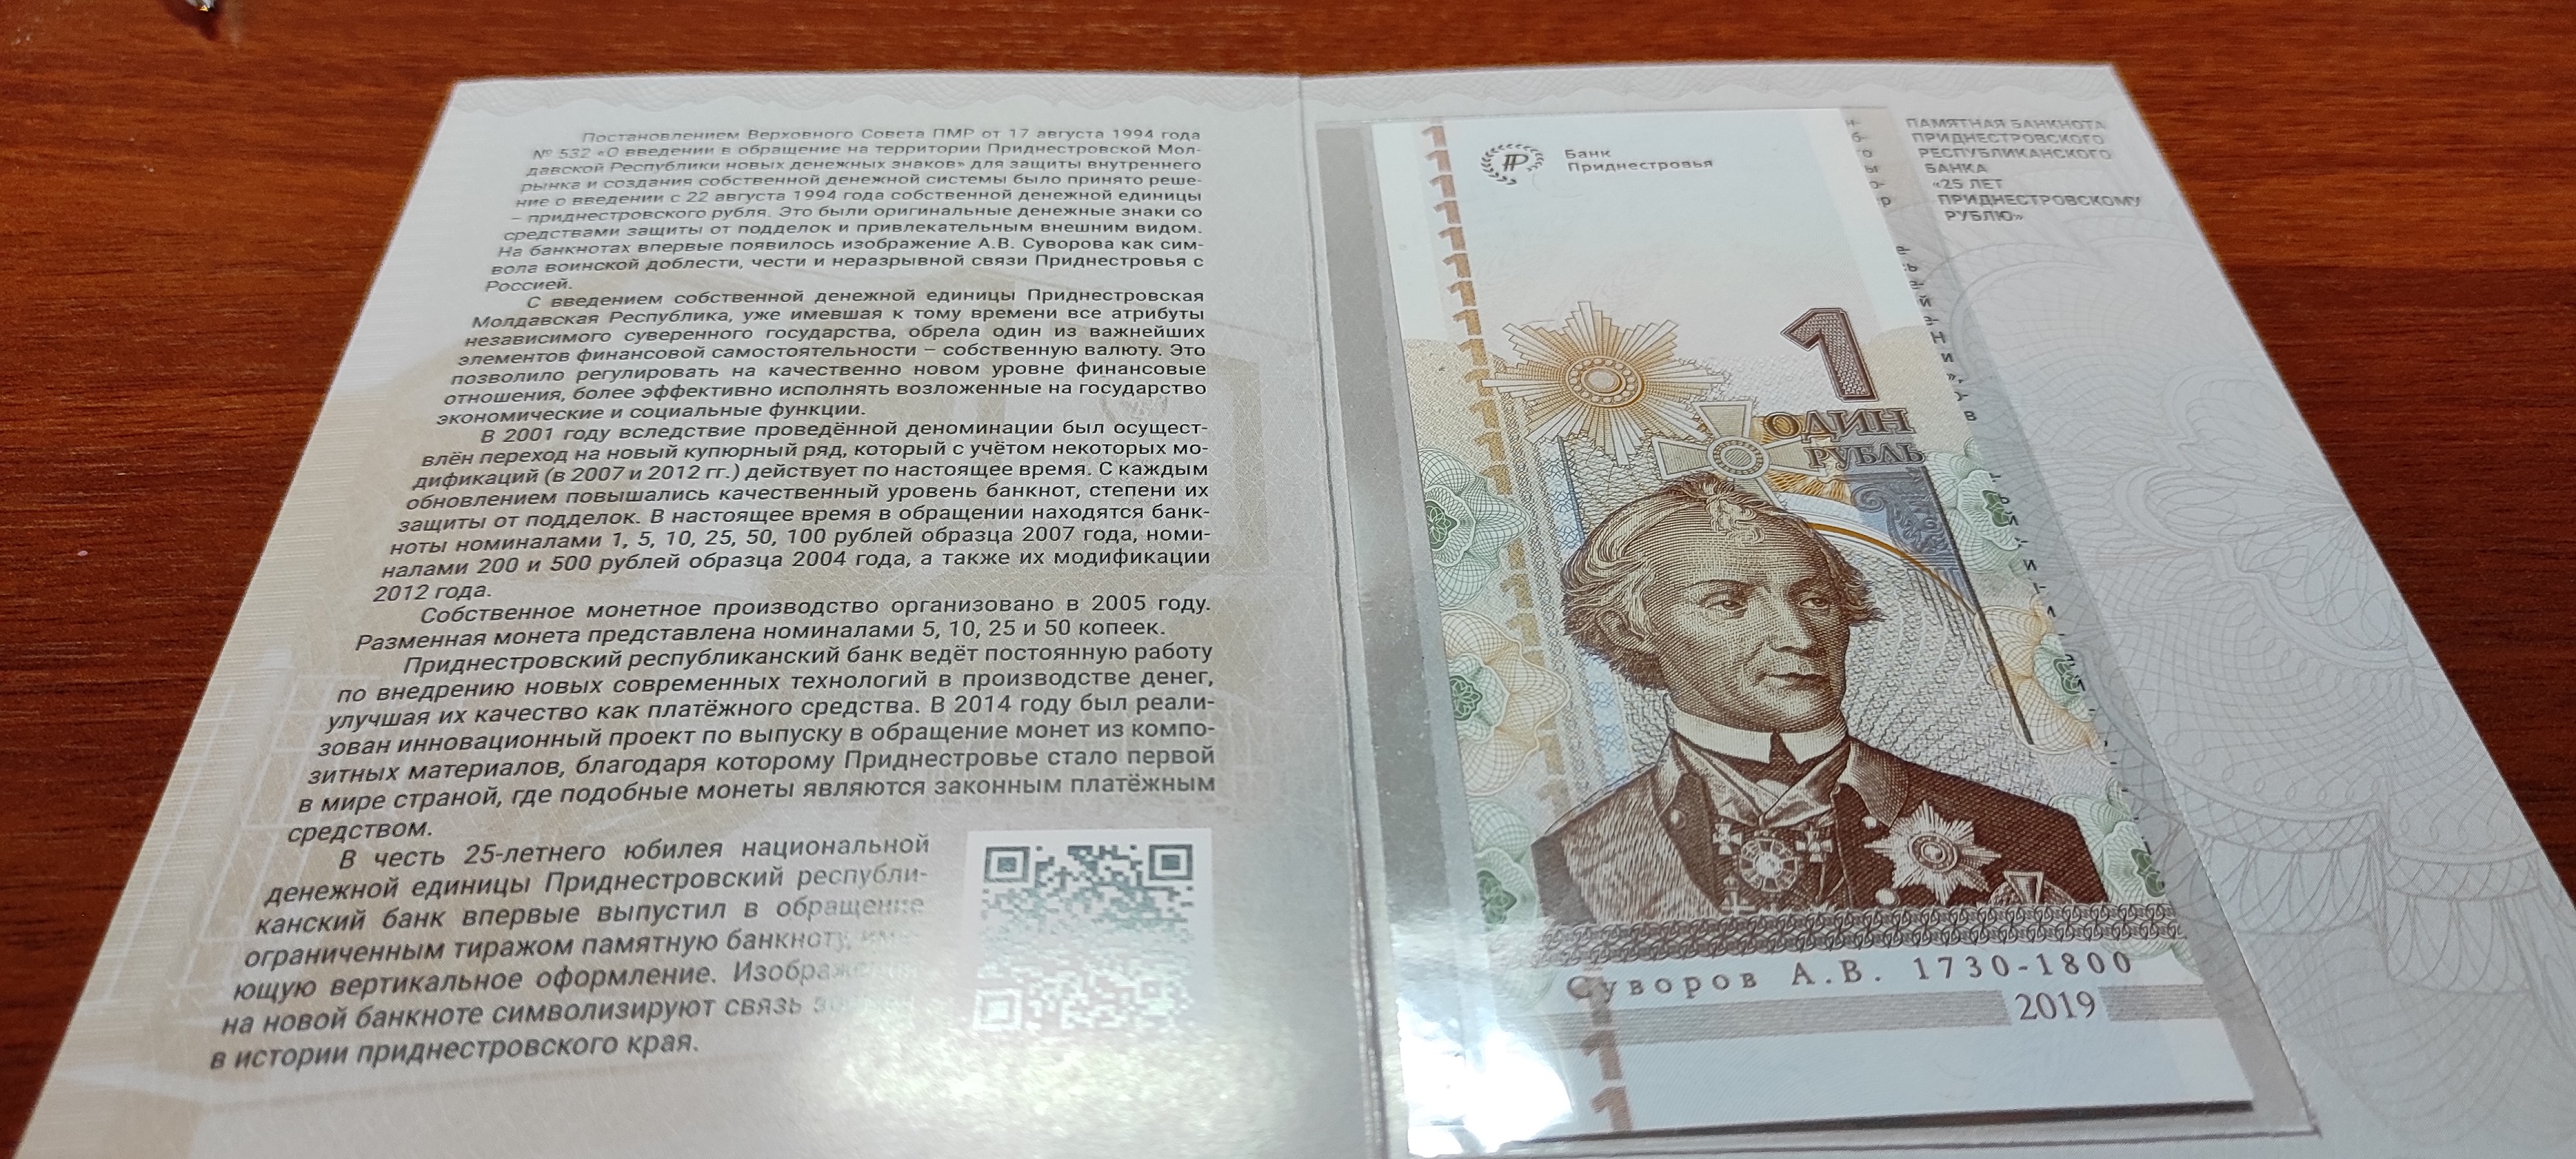 Постановлением Верховного Совета ПМР от 17 августа 1994 года
№ 532 «О введении в обращение на территории Приднестровской Мол-
давской Республики новых денежных знаков» для защиты внутреннего
рынка и создания собственной денежной системы было принято реше-
ние о введении с 22 августа 1994 года собственной денежной единицы
– приднестровского рубля. Это были оригинальные денежные знаки со
средствами защиты от подделок и привлекательным внешним видом.
На банкнотах впервые появилось изображение А.В. Суворова как сим-
вола воинской доблести, чести и неразрывной связи Приднестровья с
Россией.
С введением собственной денежной единицы Приднестровская
Молдавская Республика, уже имевшая к тому времени все атрибуты
независимого суверенного государства, обрела один из важнейших
элементов финансовой самостоятельности – собственную валюту. Это
позволило регулировать на качественно новом уровне финансовые
отношения, более эффективно исполнять возложенные на государство
экономические и социальные функции.
В 2001 году вследствие проведённой деноминации был осущест-
влён переход на новый купюрный ряд, который с учётом некоторых мо-
дификаций (в 2007 и 2012 гг.) действует по настоящее время. С каждым
обновлением повышались качественный уровень банкнот, степени их
защиты от подделок. В настоящее время в обращении находятся банк-
ноты номиналами 1, 5, 10, 25, 50, 100 рублей образца 2007 года, номи-
налами 200 и 500 рублей образца 2004 года, а также их модификации
2012 года.
Собственное монетное производство организовано в 2005 году.
Разменная монета представлена номиналами 5, 10, 25 и 50 копеек.
Приднестровский республиканский банк ведёт постоянную работу
по внедрению новых современных технологий в производстве денег,
улучшая их качество как платёжного средства. В 2014 году был реали-
зован инновационный проект по выпуску в обращение монет из компо-
зитных материалов, благодаря которому Приднестровье стало первой
в мире страной, где подобные монеты являются законным платёжным
средством.
В честь 25-летнего юбилея национальной
денежной единицы Приднестровский республи-
канский банк впервые выпустил в обращение
ограниченным тиражом памятную банкноту,
ющую вертикальное оформление. Изображения
на новой банкноте символизируют связь
в истории приднестровского края.
Банк
Приднестровья
1
ОДИН
РУБЛЬ
Суворов А.В. 1730-1800
2019
ПАМЯТНАЯ БАНКНОТА
ПРИДНЕСТРОВСКОГО
РЕСПУБЛИКАНСКОГО
БАНКА
«25 ЛЕТ
ПРИДНЕСТРОВСКОМУ
РУБЛЮ»